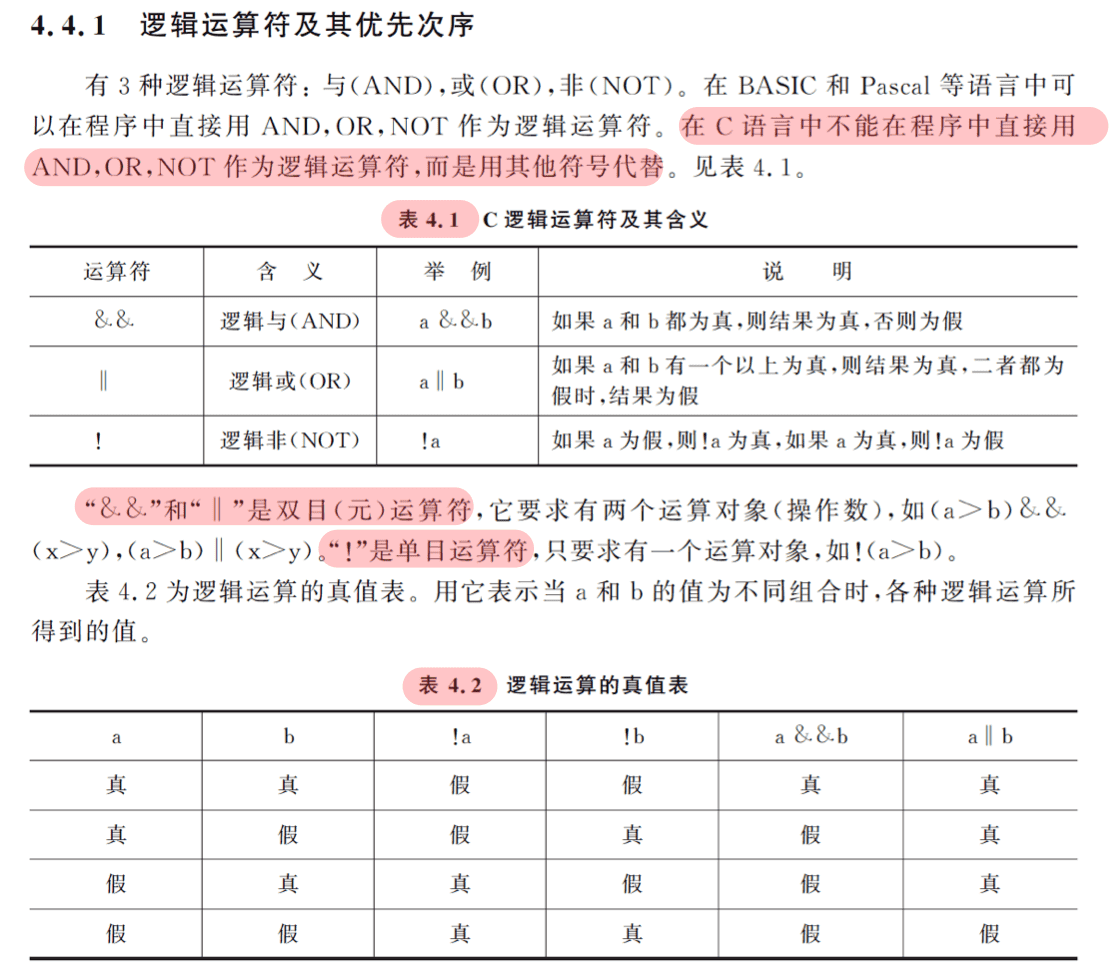 4.4.1 逻辑运算符及其优先次序
有 3 种逻辑运算符：与(AND),或(OR),非(NOT)。在 BASIC 和 Pascal 等语言中可
以在程序中直接用 AND,OR,NOT 作为逻辑运算符。在 C 语言中不能在程序中直接用
AND,OR,NOT 作为逻辑运算符,而是用其他符号代替。见表 4.1。
表 4.1 C 逻辑运算符及其含义
运算符 含 义 举 例 说 明
&& 逻辑与(AND) a &&b 如果 a 和 b 都为真,则结果为真,否则为假
‖ 逻辑或(OR) a‖b 如果 a 和 b 有一个以上为真,则结果为真,二者都为
假时,结果为假
! 逻辑非(NOT) !a 如果 a 为假,则!a 为真,如果 a 为真,则!a 为假
“&&”和“‖”是双目(元)运算符,它要求有两个运算对象(操作数),如(a>b)&&
(x>y),(a>b)‖(x>y)。“!”是单目运算符,只要求有一个运算对象,如!(a>b)。
表 4.2 为逻辑运算的真值表。用它表示当 a 和 b 的值为不同组合时,各种逻辑运算所
得到的值。
表 4.2 逻辑运算的真值表
a b !a !b a &&b a‖b
真 真 假 假 真 真
真 假 假 真 假 真
假 真 真 假 假 真
假 假 真 真 假 假